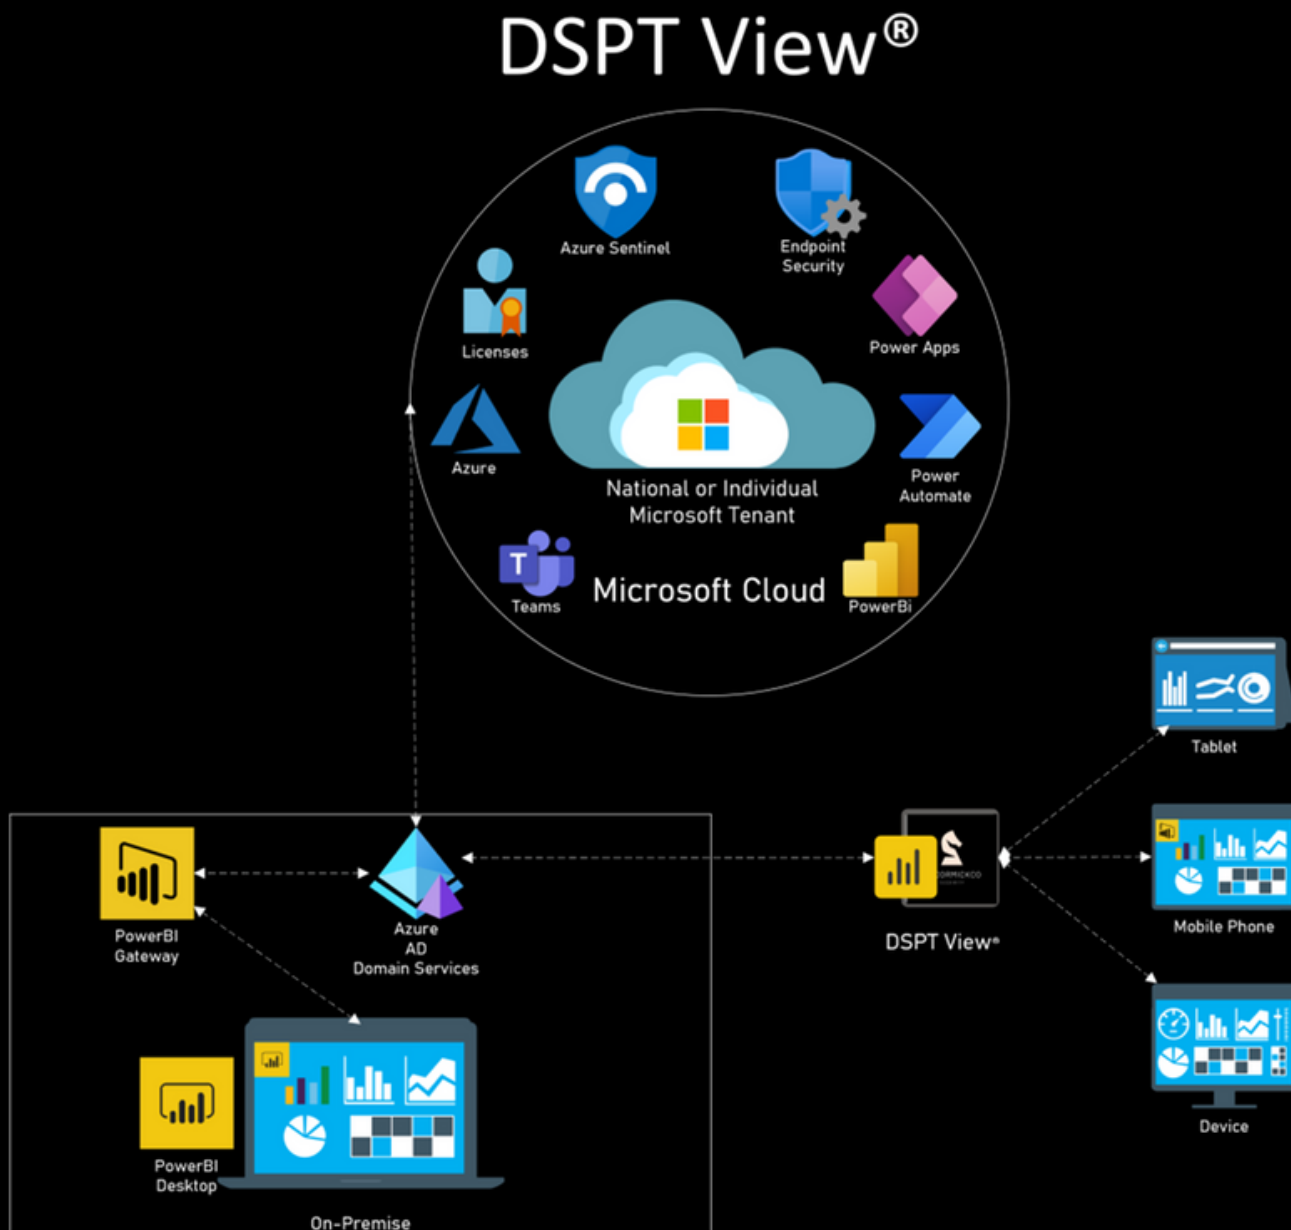 DSPT View®
Azure Sentinel
Endpoint
Security
Licenses
Power Apps
Azure
Power
Automate
National or Individual
Microsoft Tenant
T
Teams
Microsoft Cloud
PowerBi
Tablet
PowerBI
Gateway
Azure
AD
Domain Services
DSPT View®
Mobile Phone
PowerBI
Desktop
Device
On-Premise